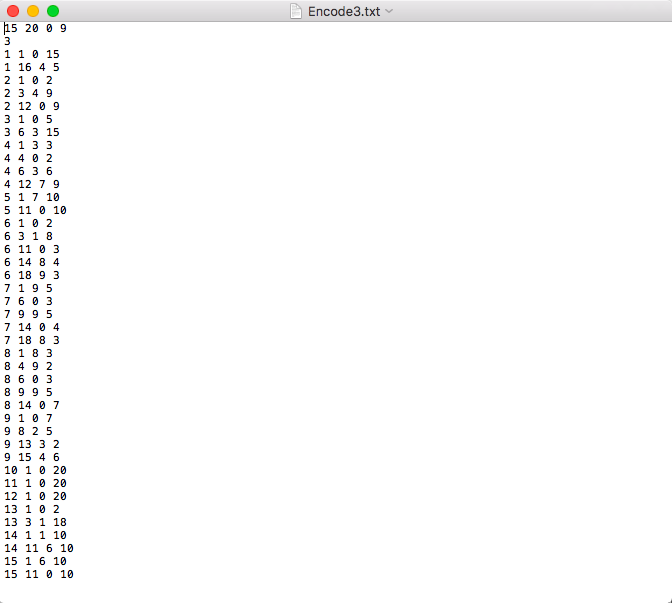 Encode3.txt
15 20 0 9
3
1 1 0 15
1 16 4 5
2 1 0 2
2 3 4 9
2 12 0 9
3 1 0 5
3 6 3 15
4 1 3 3
4 4 0 2
4 6 3 6
4 12 7 9
5 1 7 10
5 11 0 10
6 1 0 2
6 3 1 8
6 11 0 3
6 14 8 4
6 18 9 3
7 1 9 5
7 6 0 3
7 9 9 5
7 14 0 4
7 18 8 3
8 1 8 3
8 4 9 2
8 6 0 3
8 9 9 5
8 14 0 7
9 1 0 7
9 8 2 5
9 13 3 2
9 15 4 6
10 1 0 20
11 1 0 20
12 1 0 20
13 1 0 2
13 3 1 18
14 1 1 10
14 11 6 10
15 1 6 10
15 11 0 10